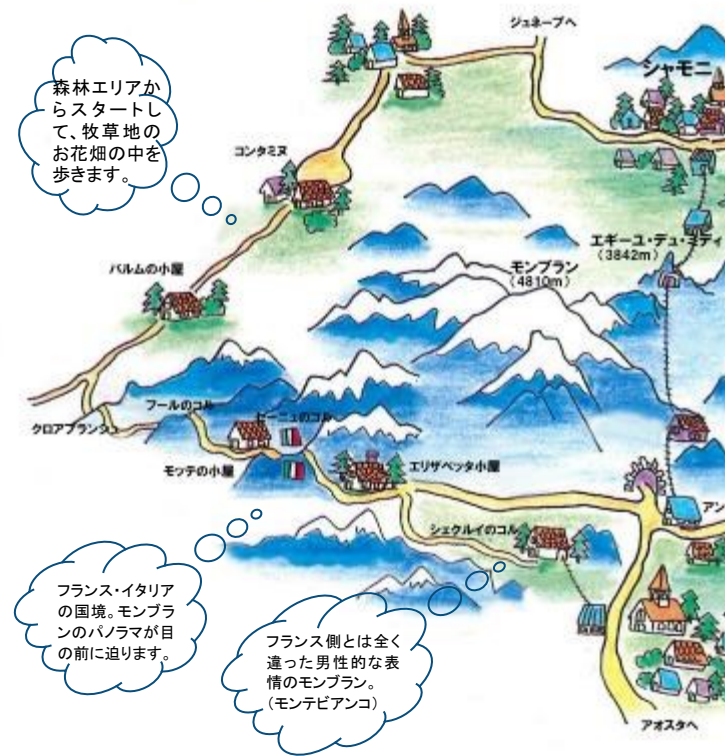 ジュネーブへ
シャモニ
森林エリアか
らスタートし
て、牧草地の
お花畑の中を
歩きます。
コンタミヌ
エギーユ・デュ・ミディ
(3842m)
モンブラン
(4810m)
バルムの小屋
フールのコル
クロアブランシュ
セーニュのコル
モッテの小屋
エリザベッタ小屋
アン
シェクルイのコル
フランス・イタリア
の国境。モンブラ
ンのパノラマが目
の前に迫ります。
フランス側とは全く
違った男性的な表
情のモンブラン。
(モンテビアンコ)
アオスタへ